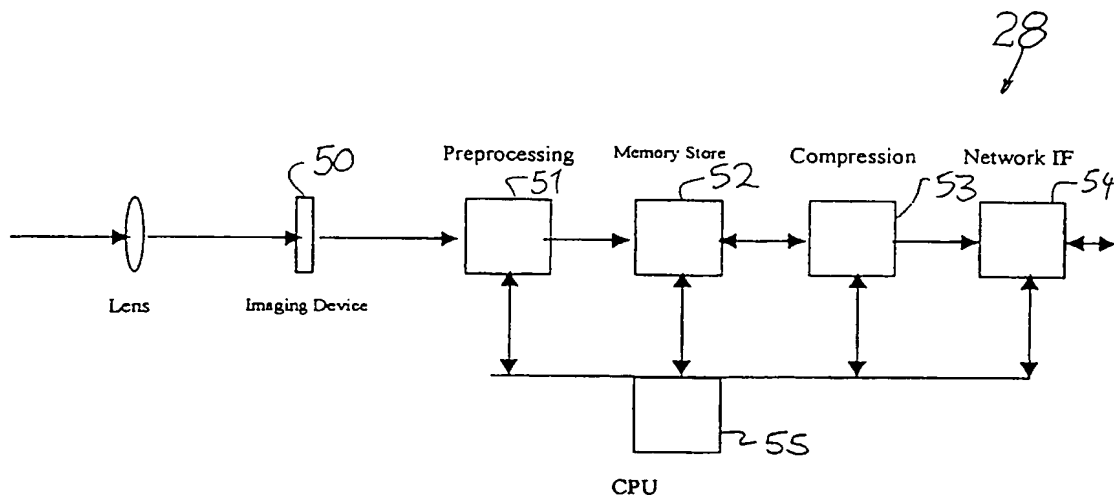 28
Preprocessing
Memory Store
Compression
Network IF
50
51
52
53
54
Lens
Imaging Device
55
CPU